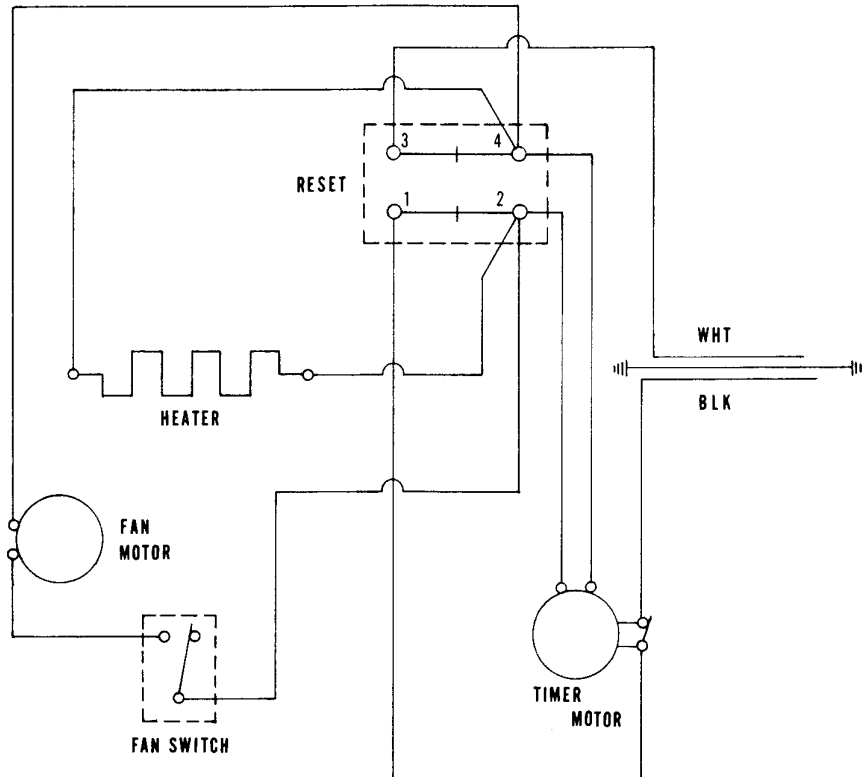 3
4
RESET
1
2
WHT
BLK
HEATER
FAN
MOTOR
TIMER
MOTOR
FAN SWITCH